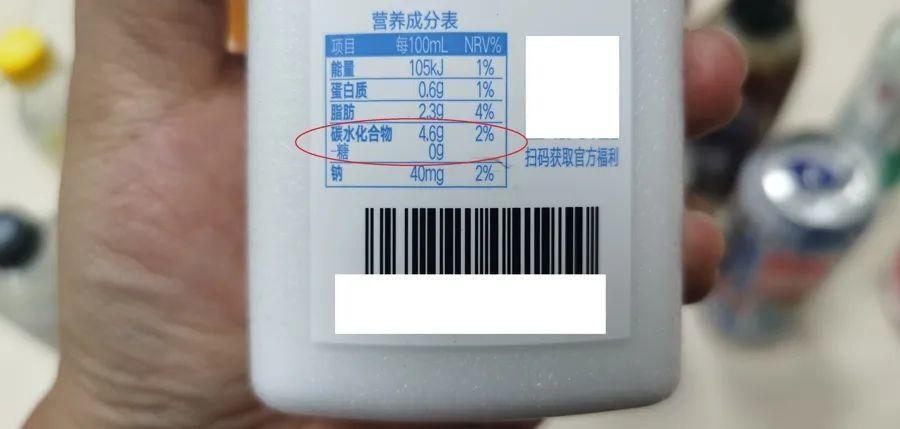 营养成分表
项目 每100mL NRV%
能量 105kJ 1%
蛋白质 0.6g 1%
脂肪 2.3g 4%
碳水化合物 4.6g 2%
-糖 0g
钠 40mg 2%
扫码获取官方福利